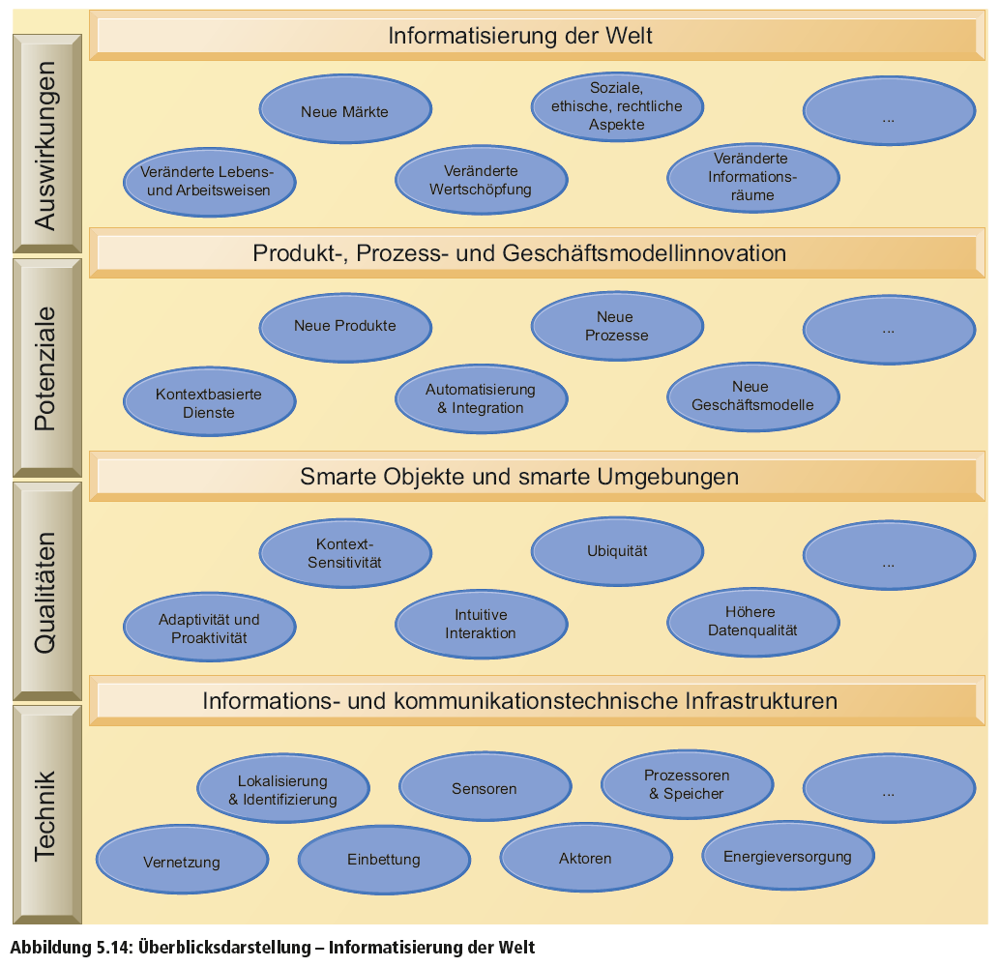 Auswirkungen
Informatisierung der Welt
Neue Märkte
Soziale,
ethische, rechtliche
Aspekte
...
Veränderte Lebens-
und Arbeitsweisen
Veränderte
Wertschöpfung
Veränderte
Informations-
räume
Potenziale
Produkt-, Prozess- und Geschäftsmodellinnovation
Neue Produkte
Neue
Prozesse
...
Kontextbasierte
Dienste
Automatisierung
& Integration
Neue
Geschäftsmodelle
Qualitäten
Smarte Objekte und smarte Umgebungen
Kontext-
Sensitivität
Ubiquität
...
Adaptivität und
Proaktivität
Intuitive
Interaktion
Höhere
Datenqualität
Technik
Informations- und kommunikationstechnische Infrastrukturen
Lokalisierung
& Identifizierung
Sensoren
Prozessoren
& Speicher
...
Vernetzung
Einbettung
Aktoren
Energieversorgung
Abbildung 5.14: Überblicksdarstellung – Informatisierung der Welt